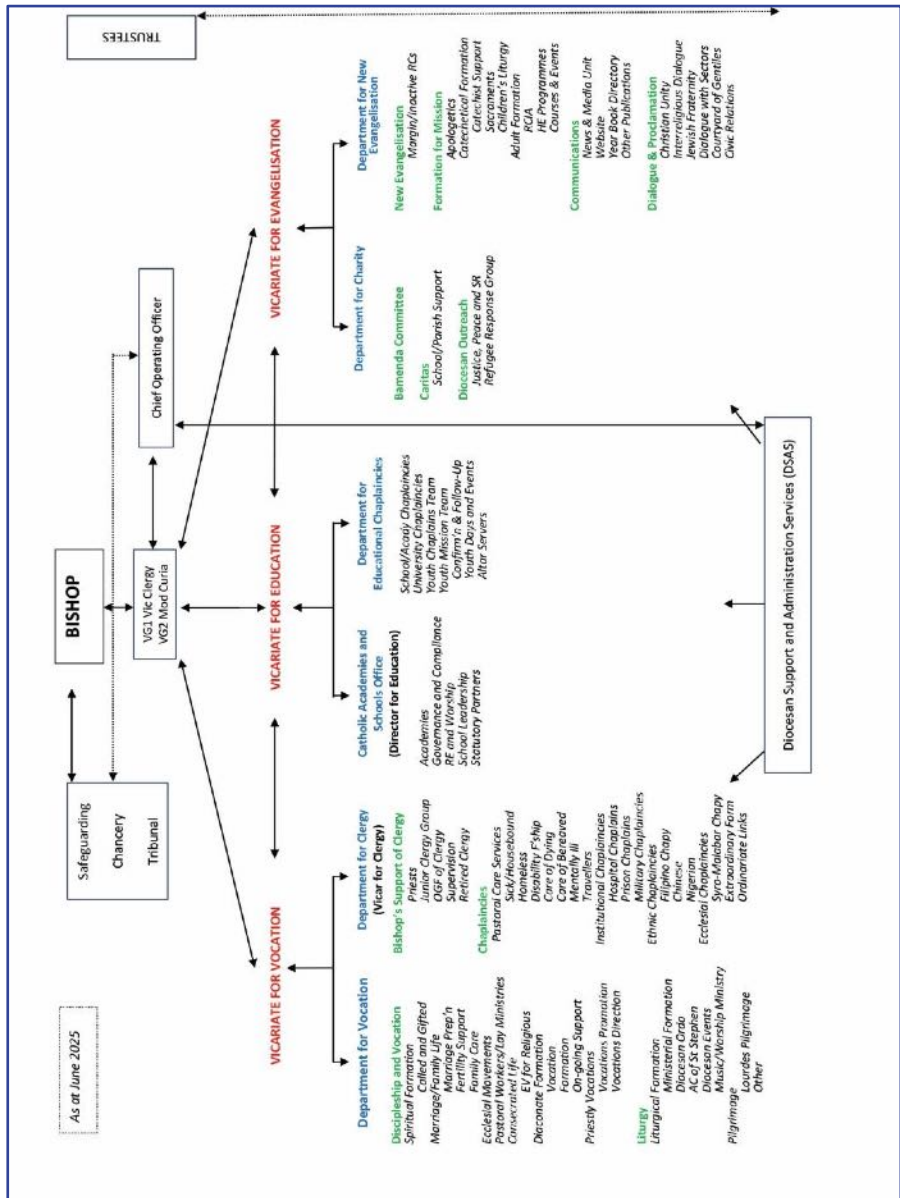 As at June 2025
Safeguarding
Chancery
Tribunal
BISHOP
VG1 Vic Clergy
VG2 Mod Curia
Chief Operating Officer
TRUSTEES
VICARIATE FOR VOCATION
VICARIATE FOR EDUCATION
VICARIATE FOR EVANGELISATION
Department for Vocation
Discipleship and Vocation
Spiritual Formation
Called and Gifted
Marriage/Family Life
Marriage Prep'n
Fertility Support
Family Care
Ecclesial Movements
Pastoral Workers/Lay Ministries
Consecrated Life
EV for Religious
Diaconate Formation
Vocation
Formation
On-going Support
Priestly Vocations
Vocations Promotion
Vocations Direction
Liturgy
Liturgical Formation
Ministerial Formation
Diocesan Ordo
AC of St Stephen
Diocesan Events
Music/Worship Ministry
Pilgrimage
Lourdes Pilgrimage
Other
Department for Clergy
(Vicar for Clergy)
Bishop's Support of Clergy
Priests
Junior Clergy Group
OGF of Clergy
Supervision
Retired Clergy
Chaplaincies
Pastoral Care Services
Sick/Housebound
Homeless
Disability F'ship
Care of Dying
Care of Bereaved
Mentally Ill
Travellers
Institutional Chaplaincies
Hospital Chaplains
Prison Chaplains
Military Chaplaincies
Ethnic Chaplaincies
Filipino Chapy
Chinese
Nigerian
Ecclesial Chaplaincies
Syro-Malabar Chapy
Extraordinary Form
Ordinariate Links
Catholic Academies and
Schools Office
(Director for Education)
Academies
Governance and Compliance
RE and Worship
School Leadership
Statutory Partners
Department for
Educational Chaplaincies
School/Acady Chaplaincies
University Chaplaincies
Youth Chaplains Team
Youth Mission Team
Confirm'n & Follow-Up
Youth Days and Events
Altar Servers
Department for Charity
Bamenda Committee
Caritas
School/Parish Support
Diocesan Outreach
Justice, Peace and SR
Refugee Response Group
Department for New
Evangelisation
New Evangelisation
Margin/inactive RCs
Formation for Mission
Apologetics
Catechetical Formation
Catechist Support
Sacraments
Children's Liturgy
Adult Formation
RCIA
HE Programmes
Courses & Events
Communications
News & Media Unit
Website
Year Book Directory
Other Publications
Dialogue & Proclamation
Christian Unity
Interreligious Dialogue
Jewish Fraternity
Dialogue with Sectors
Courtyard of Gentiles
Civic Relations
Diocesan Support and Administration Services (DSAS)